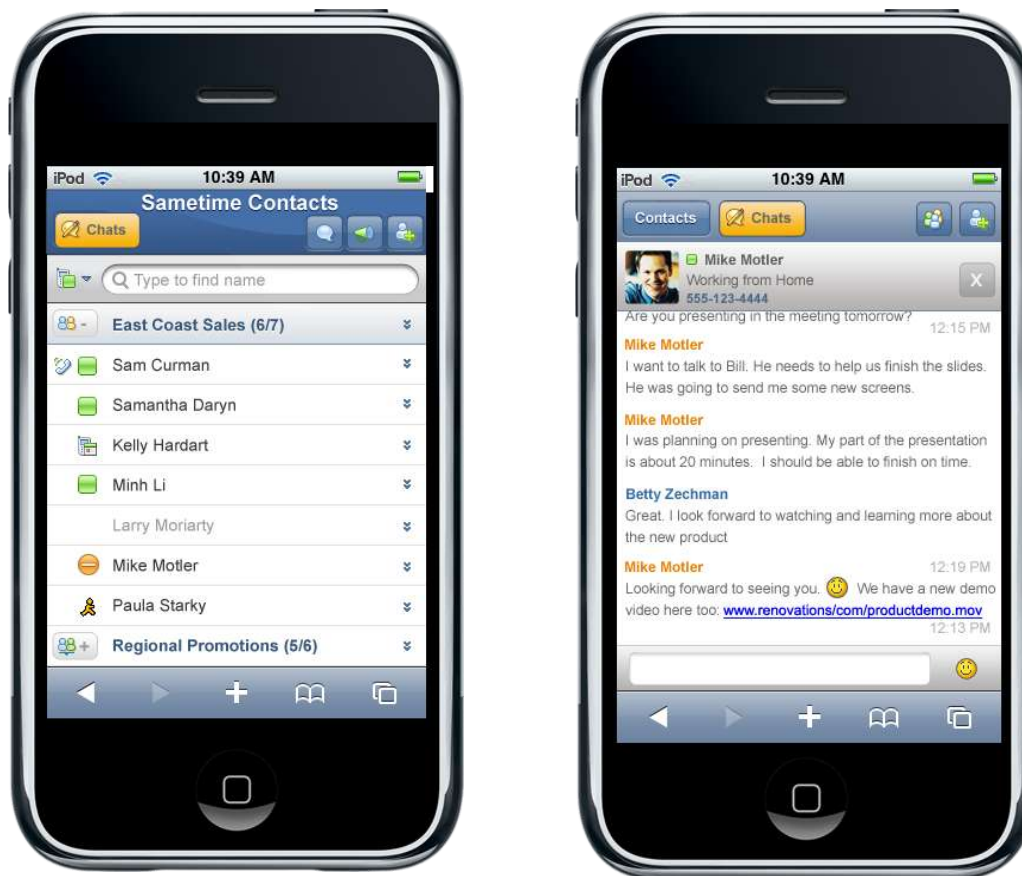 iPod 10:39 AM
Sametime Contacts
Chats
Type to find name
East Coast Sales (6/7)
Sam Curman
Samantha Daryn
Kelly Hardart
Minh Li
Larry Moriarty
Mike Motler
Paula Starky
Regional Promotions (5/6)
iPod 10:39 AM
Contacts Chats
Mike Motler
Working from Home
555-123-4444
X
Are you presenting in the meeting tomorrow?
12:15 PM
Mike Motler
I want to talk to Bill. He needs to help us finish the slides.
He was going to send me some new screens.
Mike Motler
I was planning on presenting. My part of the presentation
is about 20 minutes. I should be able to finish on time.
Betty Zechman
Great. I look forward to watching and learning more about
the new product
Mike Motler 12:19 PM
Looking forward to seeing you. We have a new demo
video here too: www.renovations/com/productdemo.mov
12:13 PM